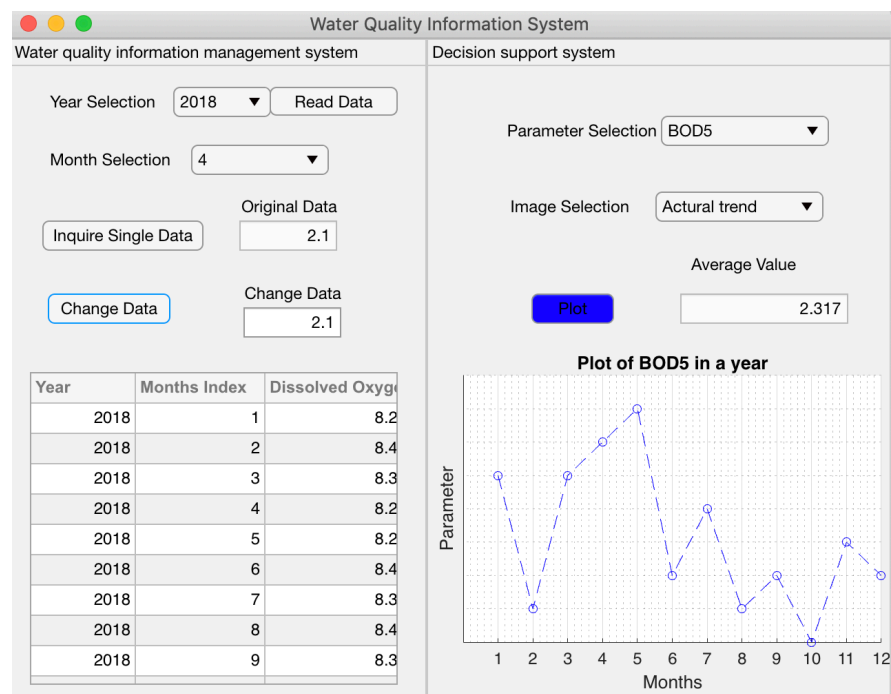 Water Quality Information System
Water quality information management system
Year Selection 2018 Read Data
Month Selection 4
Original Data
Inquire Single Data 2.1
Change Data
Change Data 2.1
Year Months Index Dissolved Oxyge
2018 1 8.2
2018 2 8.4
2018 3 8.3
2018 4 8.2
2018 5 8.2
2018 6 8.4
2018 7 8.3
2018 8 8.4
2018 9 8.3
Decision support system
Parameter Selection BOD5
Image Selection Actural trend
Average Value
Plot 2.317
Plot of BOD5 in a year
Parameter
1 2 3 4 5 6 7 8 9 10 11 12
Months